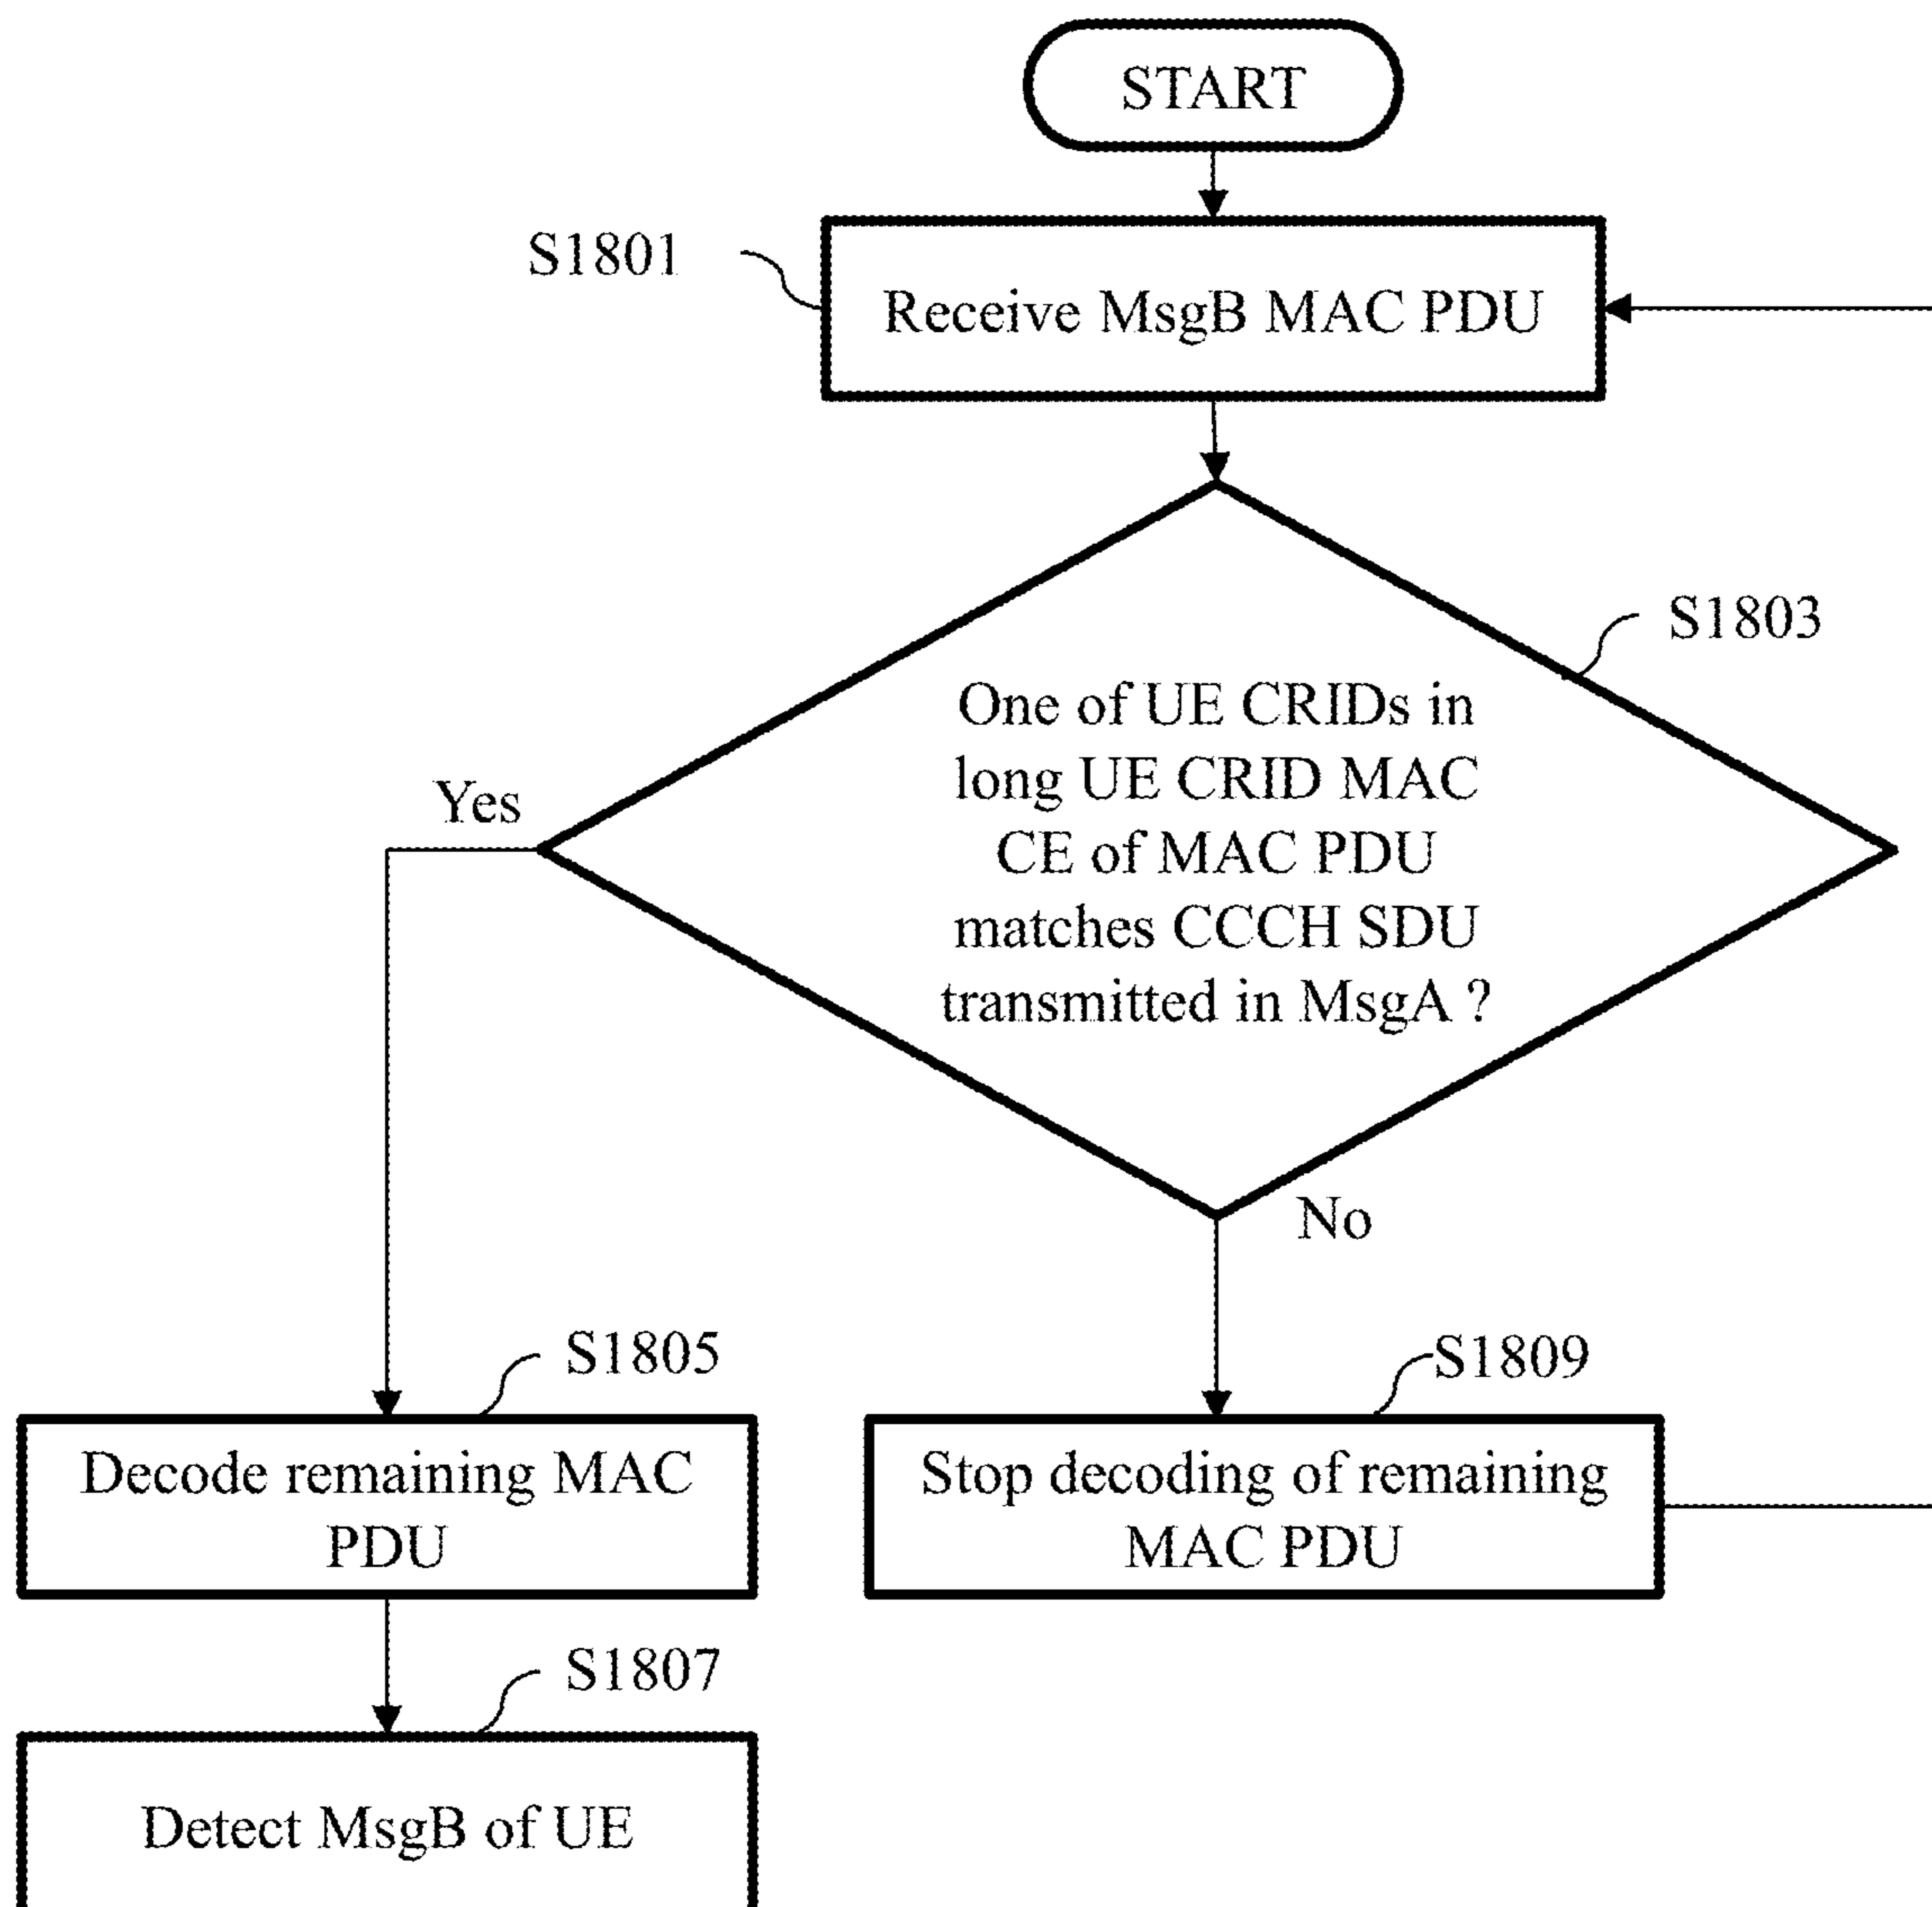 START
S1801
Receive MsgB MAC PDU
S1803
One of UE CRIDs in
long UE CRID MAC
CE of MAC PDU
matches CCCH SDU
transmitted in MsgA ?
Yes
No
S1805
Decode remaining MAC
PDU
S1809
Stop decoding of remaining
MAC PDU
S1807
Detect MsgB of UE